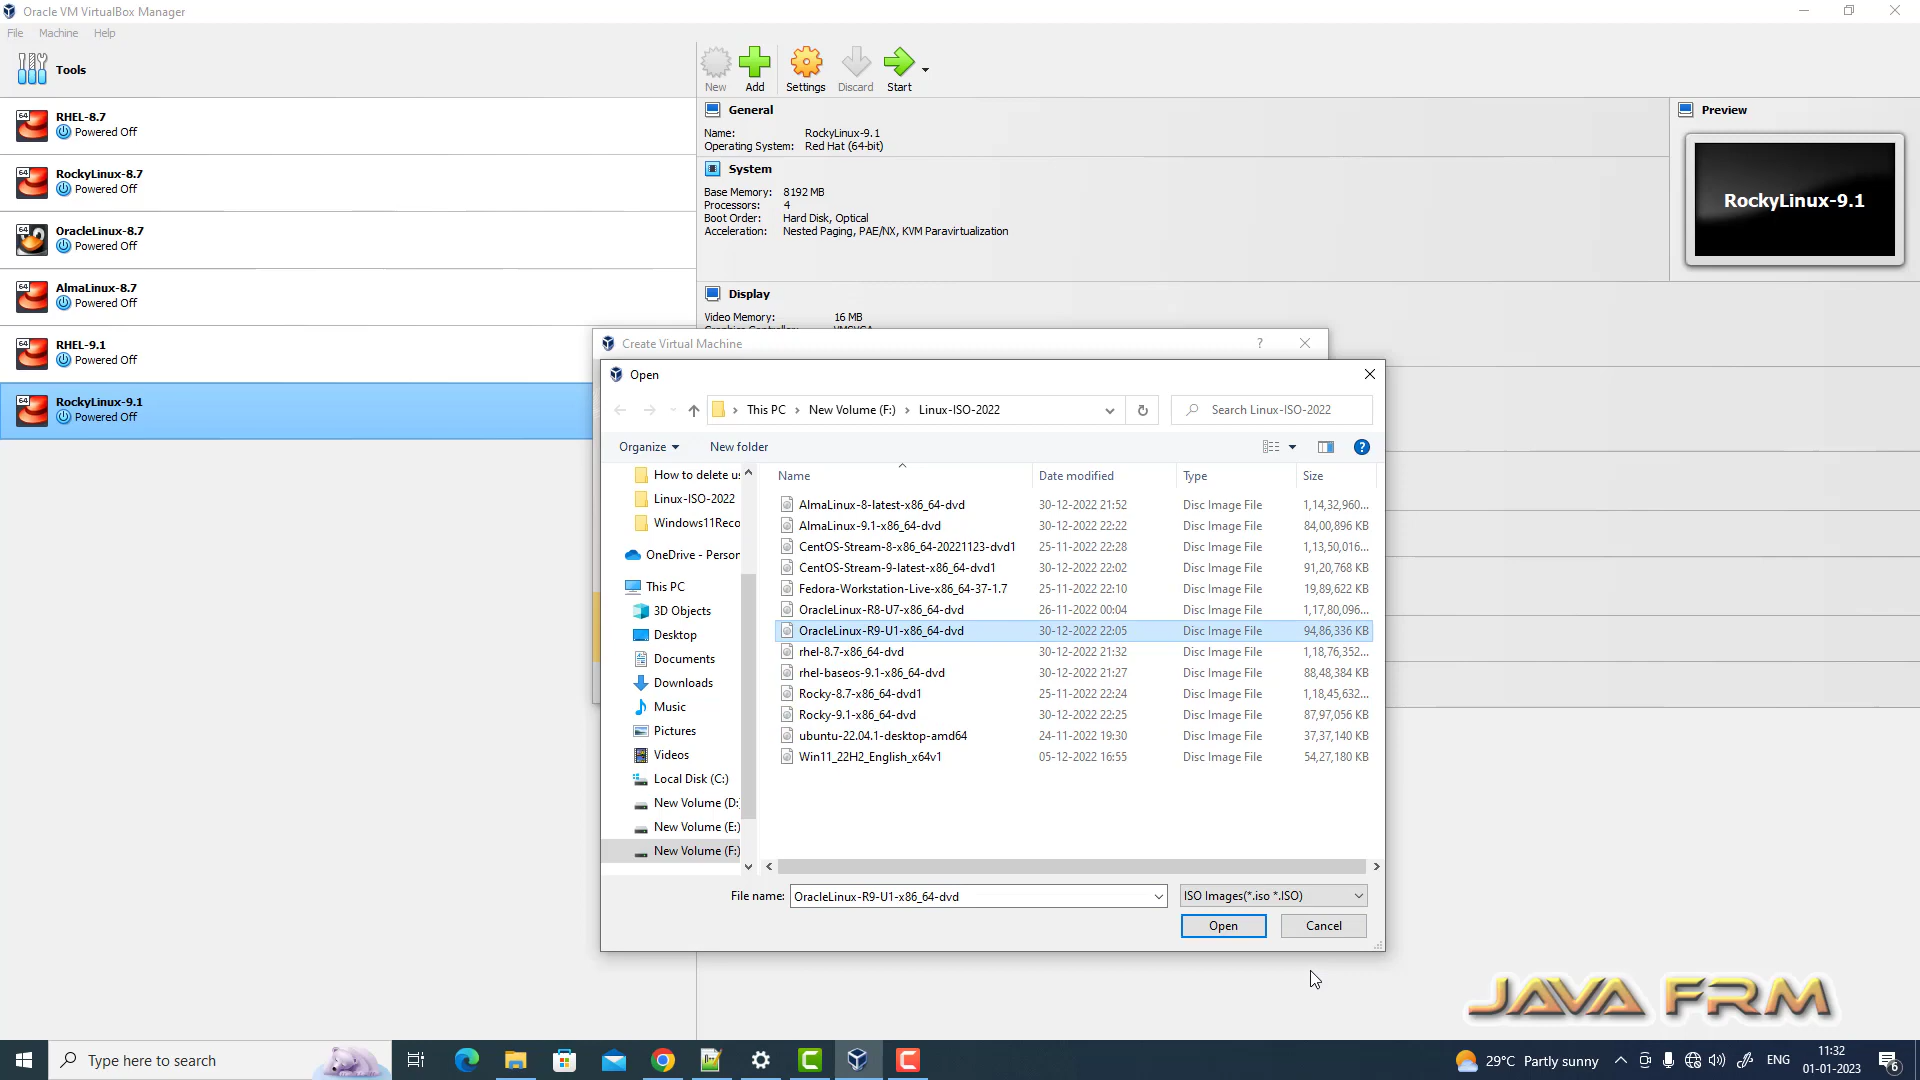 Oracle VM VirtualBox Manager
File Machine Help
Tools
New Add Settings Discard Start
64 RHEL-8.7
Powered Off
64 RockyLinux-8.7
Powered Off
64 OracleLinux-8.7
Powered Off
64 AlmaLinux-8.7
Powered Off
64 RHEL-9.1
Powered Off
64 RockyLinux-9.1
Powered Off
General
Name: RockyLinux-9.1
Operating System: Red Hat (64-bit)
System
Base Memory: 8192 MB
Processors: 4
Boot Order: Hard Disk, Optical
Acceleration: Nested Paging, PAE/NX, KVM Paravirtualization
Display
Video Memory: 16 MB
Preview
RockyLinux-9.1
Create Virtual Machine ?
Open
This PC New Volume (F:) Linux-ISO-2022
Search Linux-ISO-2022
Organize New folder ?
How to delete u
Linux-ISO-2022
Windows11Reco
OneDrive - Person
This PC
3D Objects
Desktop
Documents
Downloads
Music
Pictures
Videos
Local Disk (C:)
New Volume (D:
New Volume (E:)
New Volume (F:)
Name Date modified Type Size
AlmaLinux-8-latest-x86_64-dvd 30-12-2022 21:52 Disc Image File 1,14,32,960...
AlmaLinux-9.1-x86_64-dvd 30-12-2022 22:22 Disc Image File 84,00,896 KB
CentOS-Stream-8-x86_64-20221123-dvd1 25-11-2022 22:28 Disc Image File 1,13,50,016...
CentOS-Stream-9-latest-x86_64-dvd1 30-12-2022 22:02 Disc Image File 91,20,768 KB
Fedora-Workstation-Live-x86_64-37-1.7 25-11-2022 22:10 Disc Image File 19,89,622 KB
OracleLinux-R8-U7-x86_64-dvd 26-11-2022 00:04 Disc Image File 1,17,80,096...
OracleLinux-R9-U1-x86_64-dvd 30-12-2022 22:05 Disc Image File 94,86,336 KB
rhel-8.7-x86_64-dvd 30-12-2022 21:32 Disc Image File 1,18,76,352...
rhel-baseos-9.1-x86_64-dvd 30-12-2022 21:27 Disc Image File 88,48,384 KB
Rocky-8.7-x86_64-dvd1 25-11-2022 22:24 Disc Image File 1,18,45,632...
Rocky-9.1-x86_64-dvd 30-12-2022 22:25 Disc Image File 87,97,056 KB
ubuntu-22.04.1-desktop-amd64 24-11-2022 19:30 Disc Image File 37,37,140 KB
Win11_22H2_English_x64v1 05-12-2022 16:55 Disc Image File 54,27,180 KB
File name: OracleLinux-R9-U1-x86_64-dvd
ISO Images(*.iso *.ISO)
Open Cancel
JAVA FRM
Type here to search
29°C Partly sunny
ENG
11:32
01-01-2023
6